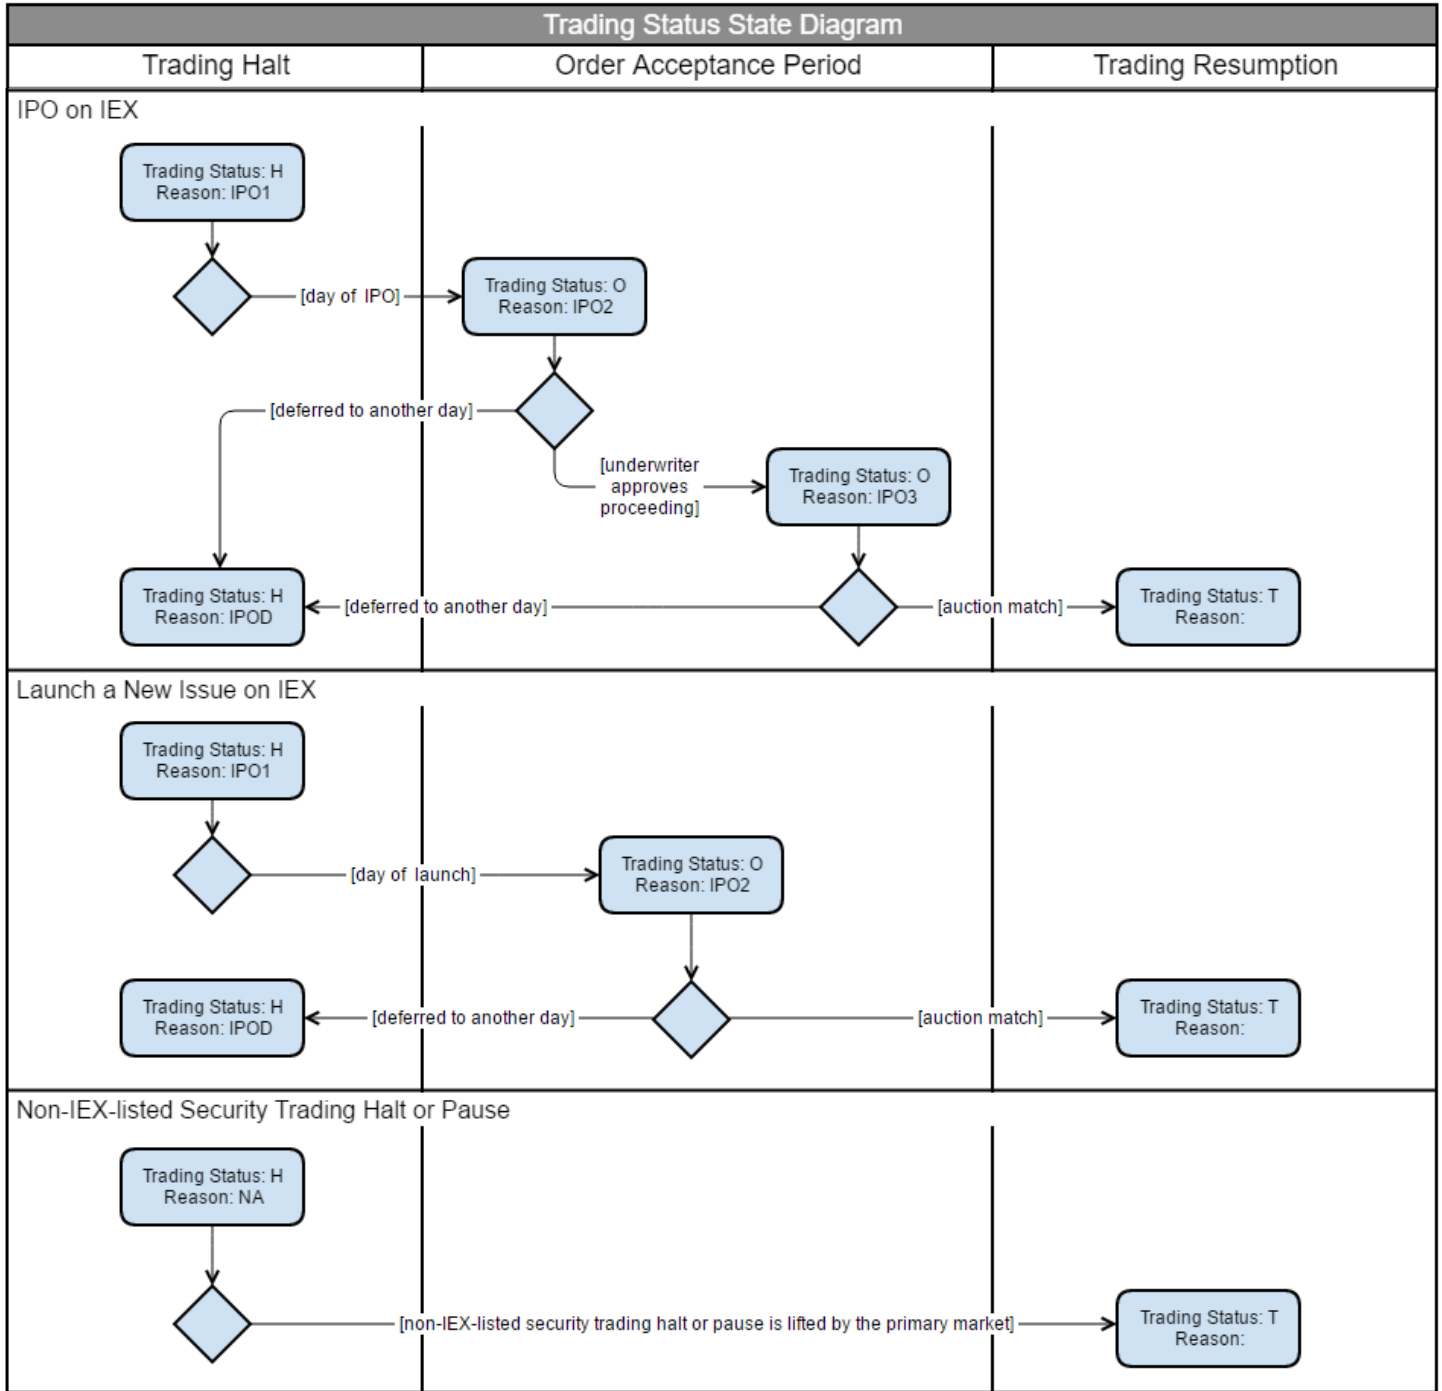 Trading Status State Diagram
Trading Halt
Order Acceptance Period
Trading Resumption
IPO on IEX
Trading Status: H
Reason: IPO1
[day of IPO]
Trading Status: O
Reason: IPO2
[deferred to another day]
[underwriter
approves
proceeding]
Trading Status: O
Reason: IPO3
Trading Status: H
Reason: IPOD
[deferred to another day]
[auction match]
Trading Status: T
Reason:
Launch a New Issue on IEX
Trading Status: H
Reason: IPO1
[day of launch]
Trading Status: O
Reason: IPO2
Trading Status: H
Reason: IPOD
[deferred to another day]
[auction match]
Trading Status: T
Reason:
Non-IEX-listed Security Trading Halt or Pause
Trading Status: H
Reason: NA
[non-IEX-listed security trading halt or pause is lifted by the primary market]
Trading Status: T
Reason: